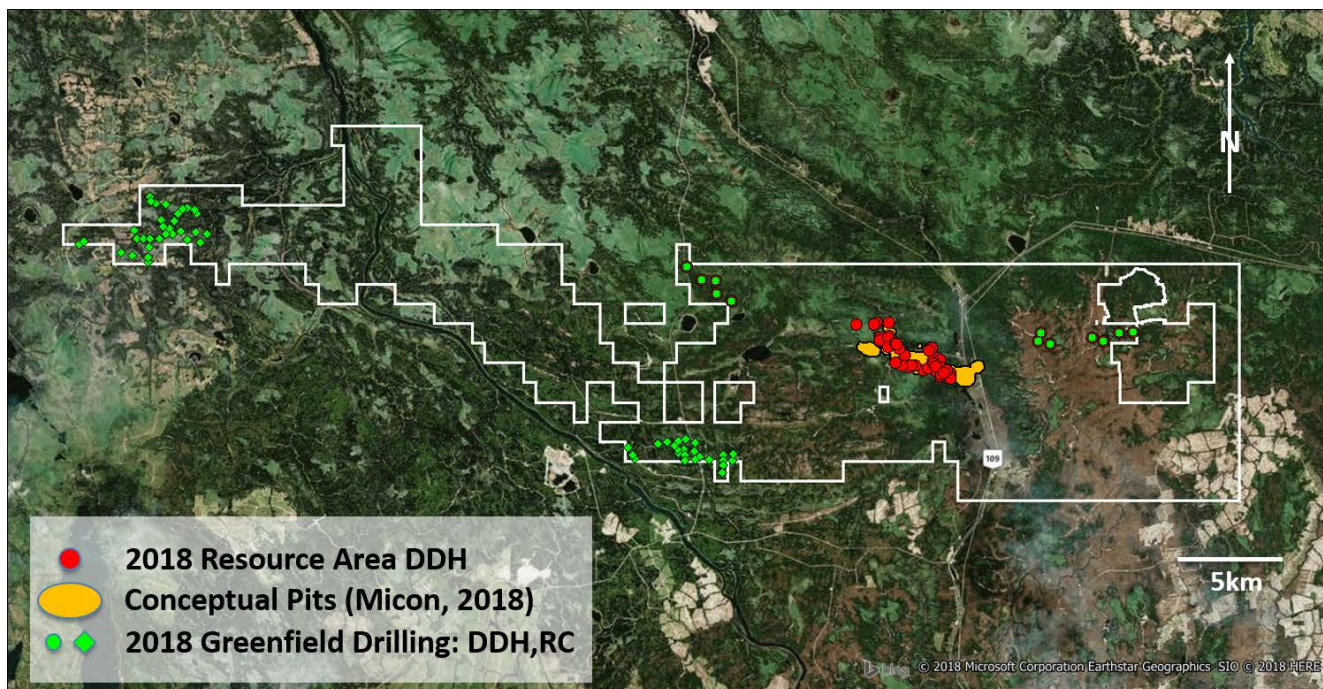 N
109
5km
2018 Resource Area DDH
Conceptual Pits (Micon, 2018)
2018 Greenfield Drilling: DDH,RC
bing © 2018 Microsoft Corporation Earthstar Geographics SIO © 2018 HERE